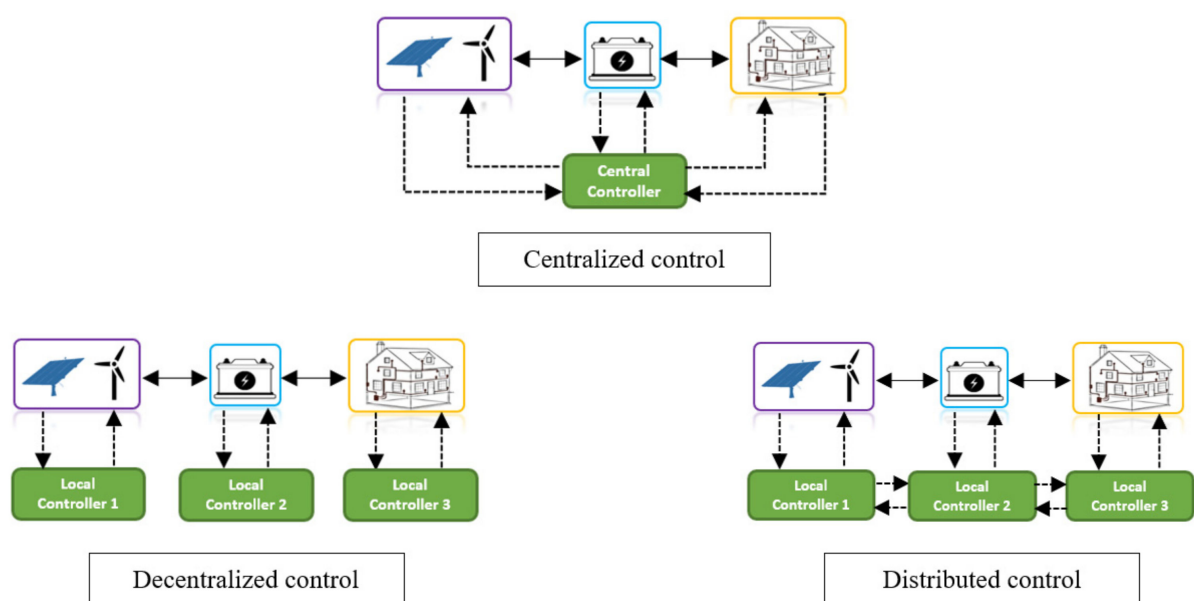 Central
Controller
Centralized control
Local
Controller 1
Local
Controller 2
Local
Controller 3
Decentralized control
Local
Controller 1
Local
Controller 2
Local
Controller 3
Distributed control